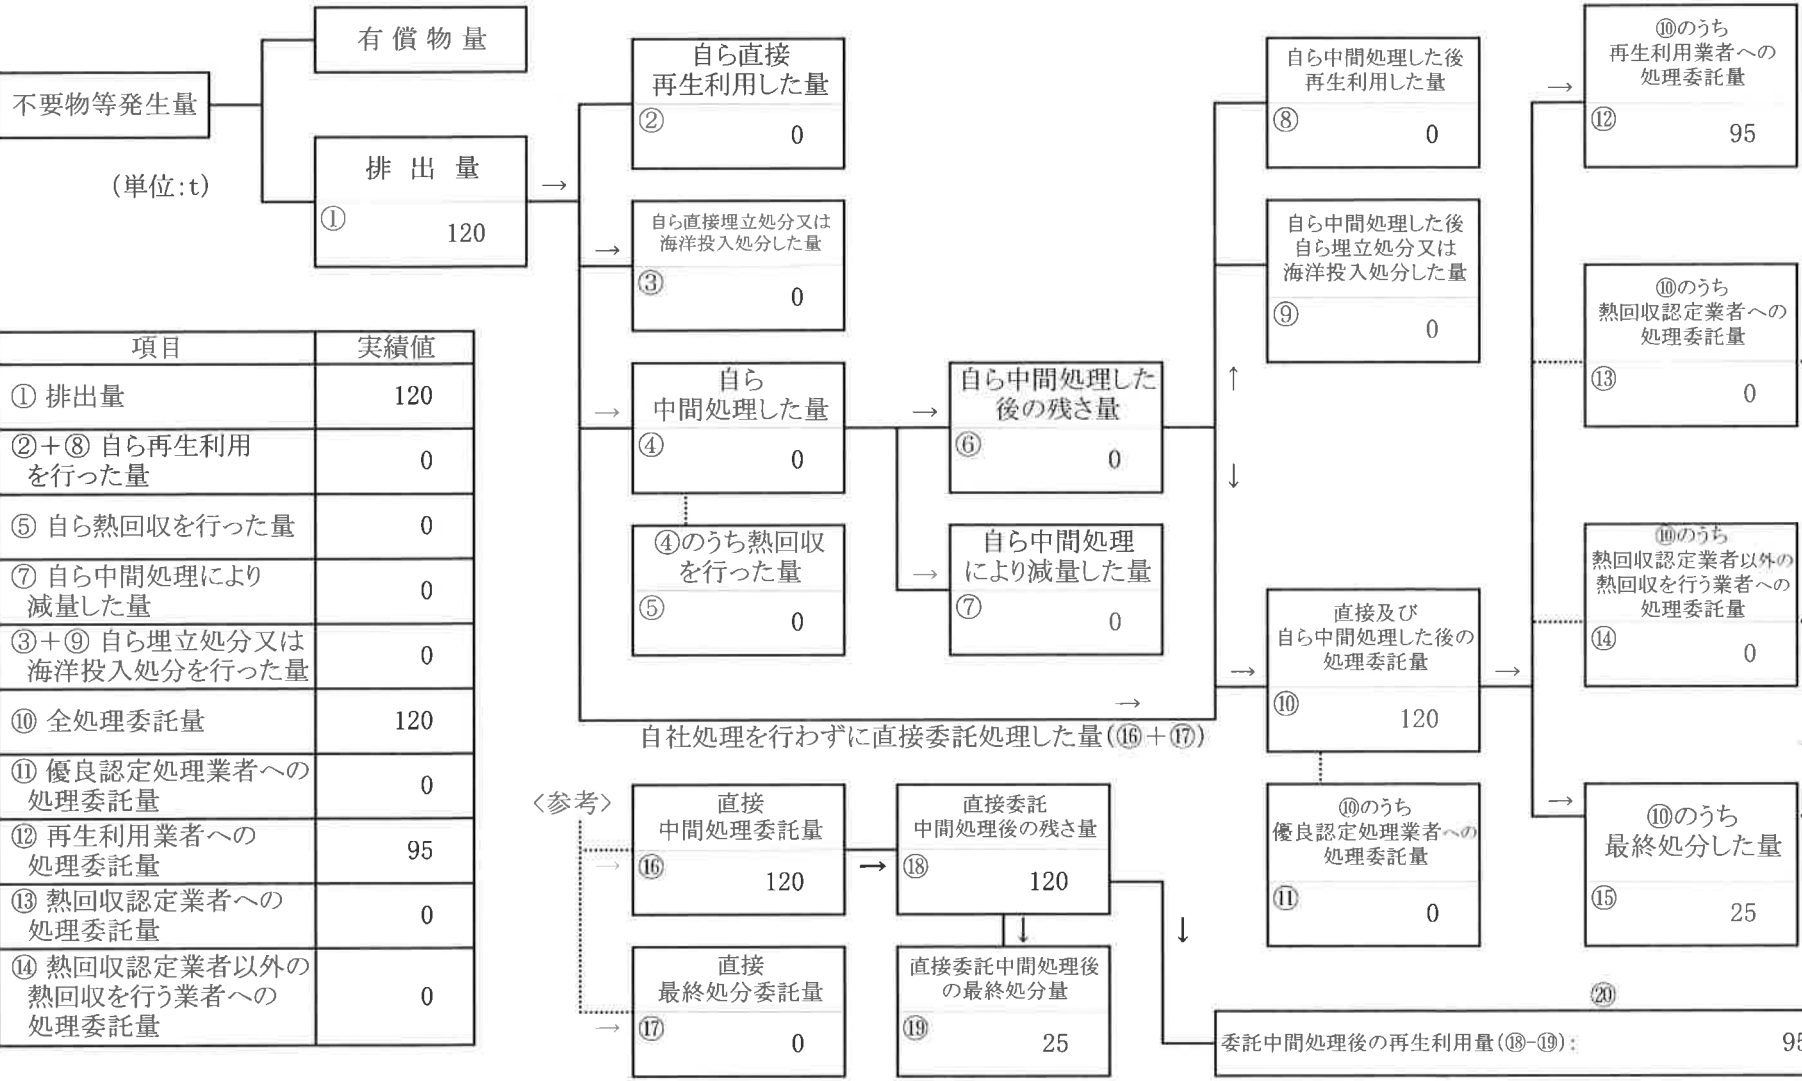 有償物量
不要物等発生量
(単位:t)
排出量
①
120
自ら直接
再生利用した量
②
0
自ら直接埋立処分又は
海洋投入処分した量
③
0
自ら
中間処理した量
④
0
④のうち熱回収
を行った量
⑤
0
自ら中間処理した
後の残さ量
⑥
0
自ら中間処理
により減量した量
⑦
0
自ら中間処理した後
再生利用した量
⑧
0
自ら中間処理した後
自ら埋立処分又は
海洋投入処分した量
⑨
0
直接及び
自ら中間処理した後の
処理委託量
⑩
120
⑩のうち
優良認定処理業者への
処理委託量
⑪
0
⑩のうち
再生利用業者への
処理委託量
⑫
95
⑩のうち
熱回収認定業者への
処理委託量
⑬
0
⑩のうち
熱回収認定業者以外の
熱回収を行う業者への
処理委託量
⑭
0
⑩のうち
最終処分した量
⑮
25
自社処理を行わずに直接委託処理した量(⑯+⑰)
<参考>
直接
中間処理委託量
⑯
120
直接
最終処分委託量
⑰
0
直接委託
中間処理後の残さ量
⑱
120
直接委託中間処理後
の最終処分量
⑲
25
⑳
委託中間処理後の再生利用量(⑱-⑲): 95
項目 実績値
① 排出量 120
②+⑧ 自ら再生利用
を行った量 0
⑤ 自ら熱回収を行った量 0
⑦ 自ら中間処理により
減量した量 0
③+⑨ 自ら埋立処分又は
海洋投入処分を行った量 0
⑩ 全処理委託量 120
⑪ 優良認定処理業者への
処理委託量 0
⑫ 再生利用業者への
処理委託量 95
⑬ 熱回収認定業者への
処理委託量 0
⑭ 熱回収認定業者以外の
熱回収を行う業者への
処理委託量 0